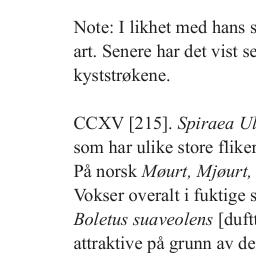 Note: I likhet med hans s
art. Senere har det vist se
kyststrøkene.
CCXV [215]. Spiraea Ul
som har ulike store fliker
På norsk Møurt, Mjøurt,
Vokser overalt i fuktige s
Boletus suaveolens [duft
attraktive på grunn av de